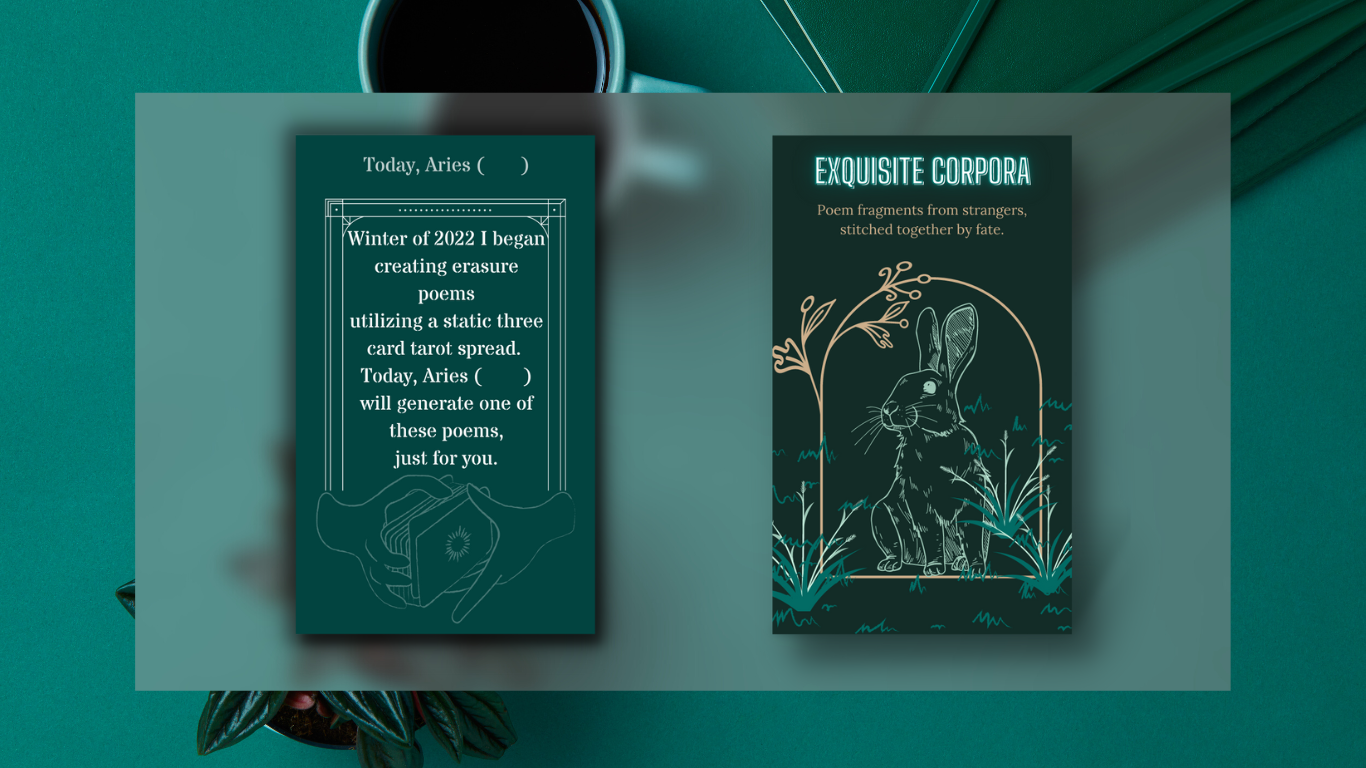 Today, Aries (      )
Winter of 2022 I began
creating erasure
poems
utilizing a static three
card tarot spread.
Today, Aries (      )
will generate one of
these poems,
just for you.
EXQUISITE CORPORA
Poem fragments from strangers,
stitched together by fate.